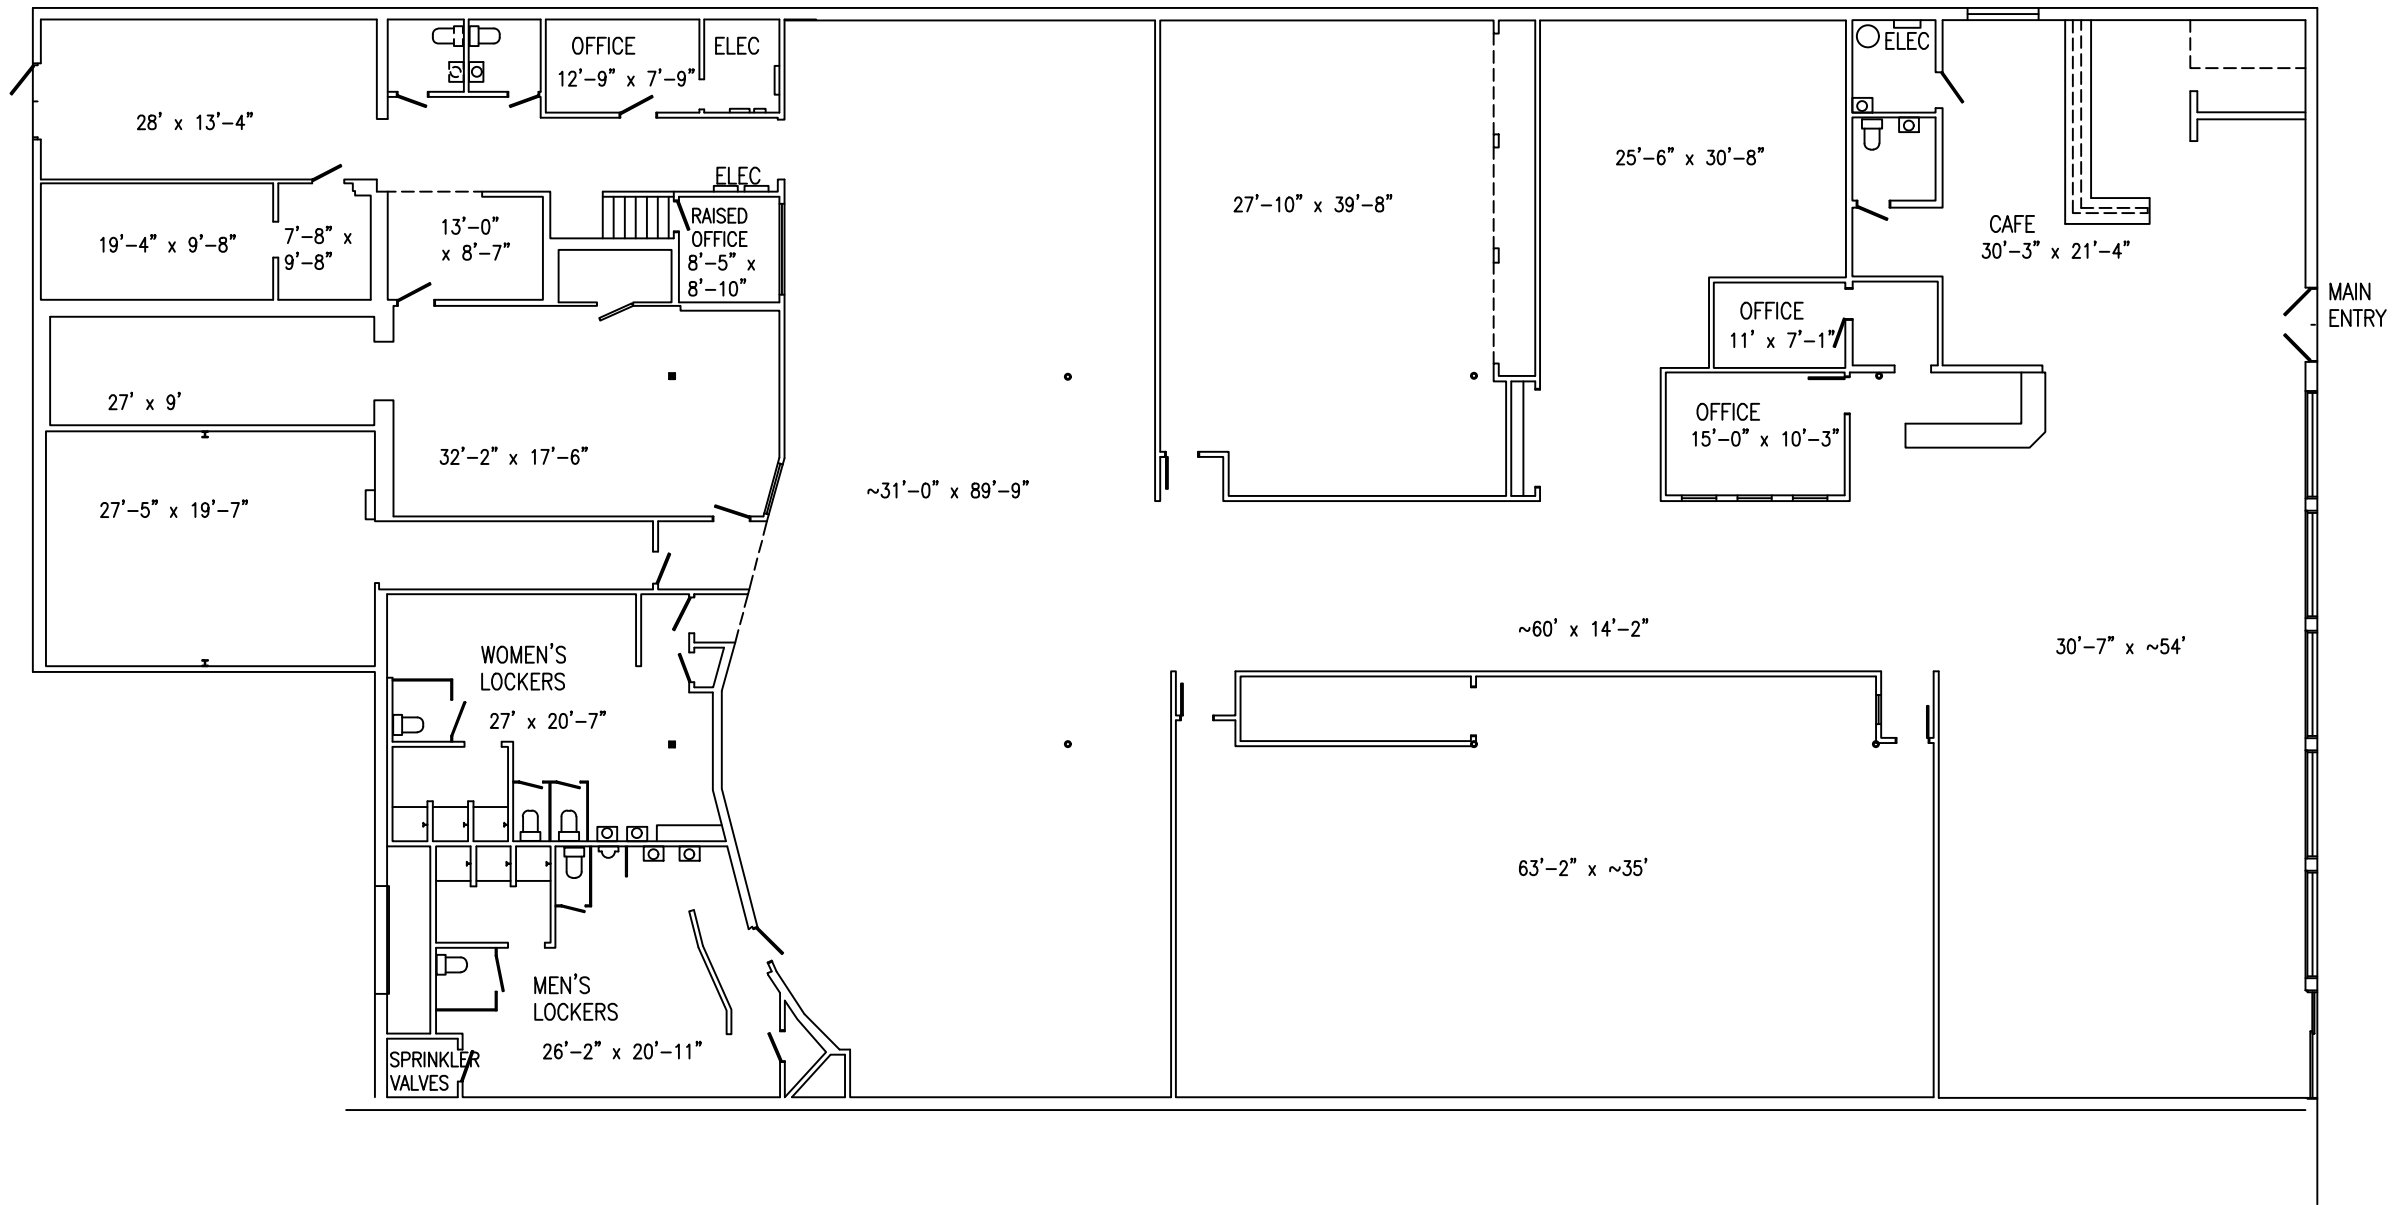 OFFICE
12'-9" x 7'-9"
ELEC
ELEC
28' x 13'-4"
25'-6" x 30'-8"
ELEC
27'-10" x 39'-8"
RAISED
OFFICE
8'-5" x
8'-10"
13'-0"
x 8'-7"
7'-8" x
9'-8"
19'-4" x 9'-8"
CAFE
30'-3" x 21'-4"
MAIN
ENTRY
OFFICE
11' x 7'-1"
27' x 9'
OFFICE
15'-0" x 10'-3"
32'-2" x 17'-6"
~31'-0" x 89'-9"
27'-5" x 19'-7"
~60' x 14'-2"
30'-7" x ~54'
WOMEN'S
LOCKERS
27' x 20'-7"
63'-2" x ~35'
MEN'S
LOCKERS
26'-2" x 20'-11"
SPRINKLER
VALVES